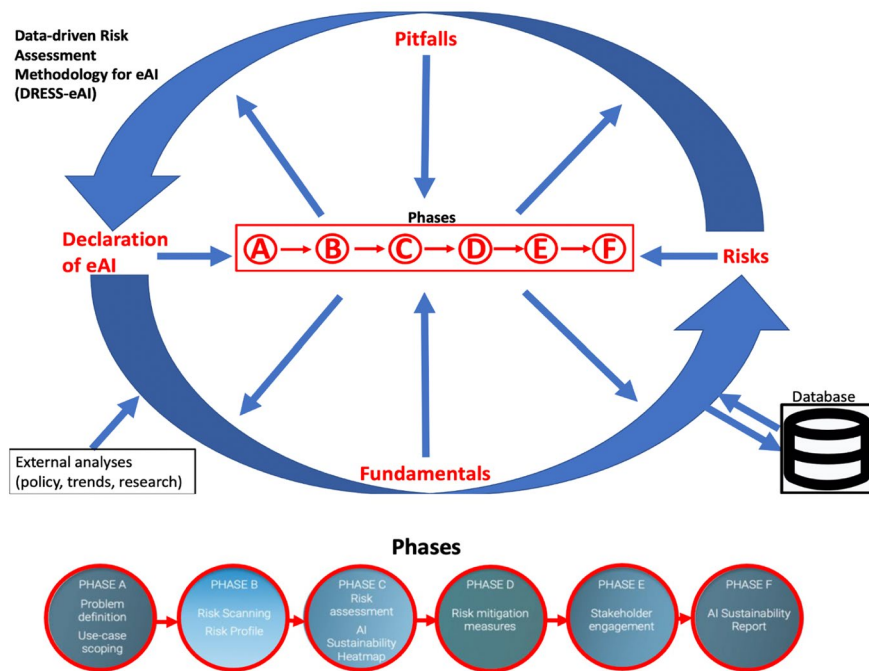 Data-driven Risk
Assessment
Methodology for eAI
(DRESS-eAI)
Pitfalls
Phases
A B C D E F
Declaration
of eAI
Risks
Database
External analyses
(policy, trends, research)
Fundamentals
Phases
PHASE A
Problem
definition
Use-case
scoping
PHASE B
Risk Scanning
Risk Profile
PHASE C
Risk
assessment
AI
Sustainability
Heatmap
PHASE D
Risk mitigation
measures
PHASE E
Stakeholder
engagement
PHASE F
AI Sustainability
Report